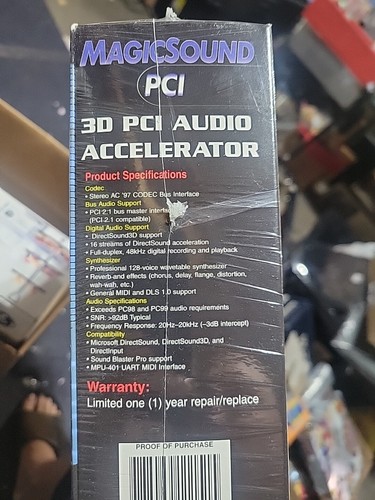 MAGICSOUND
PCI
3D PCI AUDIO
ACCELERATOR
Product Specifications
Codec
• Stereo AC '97 CODEC Bus Interface
Bus Audio Support
• PCI 2.1 bus master interface
(PCI-2.1 compatible)
Digital Audio Support
• DirectSound3D support
• 16 streams of DirectSound acceleration
• Full-duplex, 48kHz digital recording and playback
Synthesizer
• Professional 128-voice wavetable synthesizer
• Reverb and effects (chorus, delay, flange, distortion,
wah-wah, etc.)
• General MIDI and DLS 1.0 support
Audio Specifications
• Exceeds PC98 and PC99 audio requirements
• SNR: >92dB Typical
• Frequency Response: 20Hz–20kHz (–3dB intercept)
Compatibility
• Microsoft DirectSound, DirectSound3D, and
DirectInput
• Sound Blaster Pro support
• MPU-401 UART MIDI Interface
Warranty:
Limited one (1) year repair/replace
PROOF OF PURCHASE